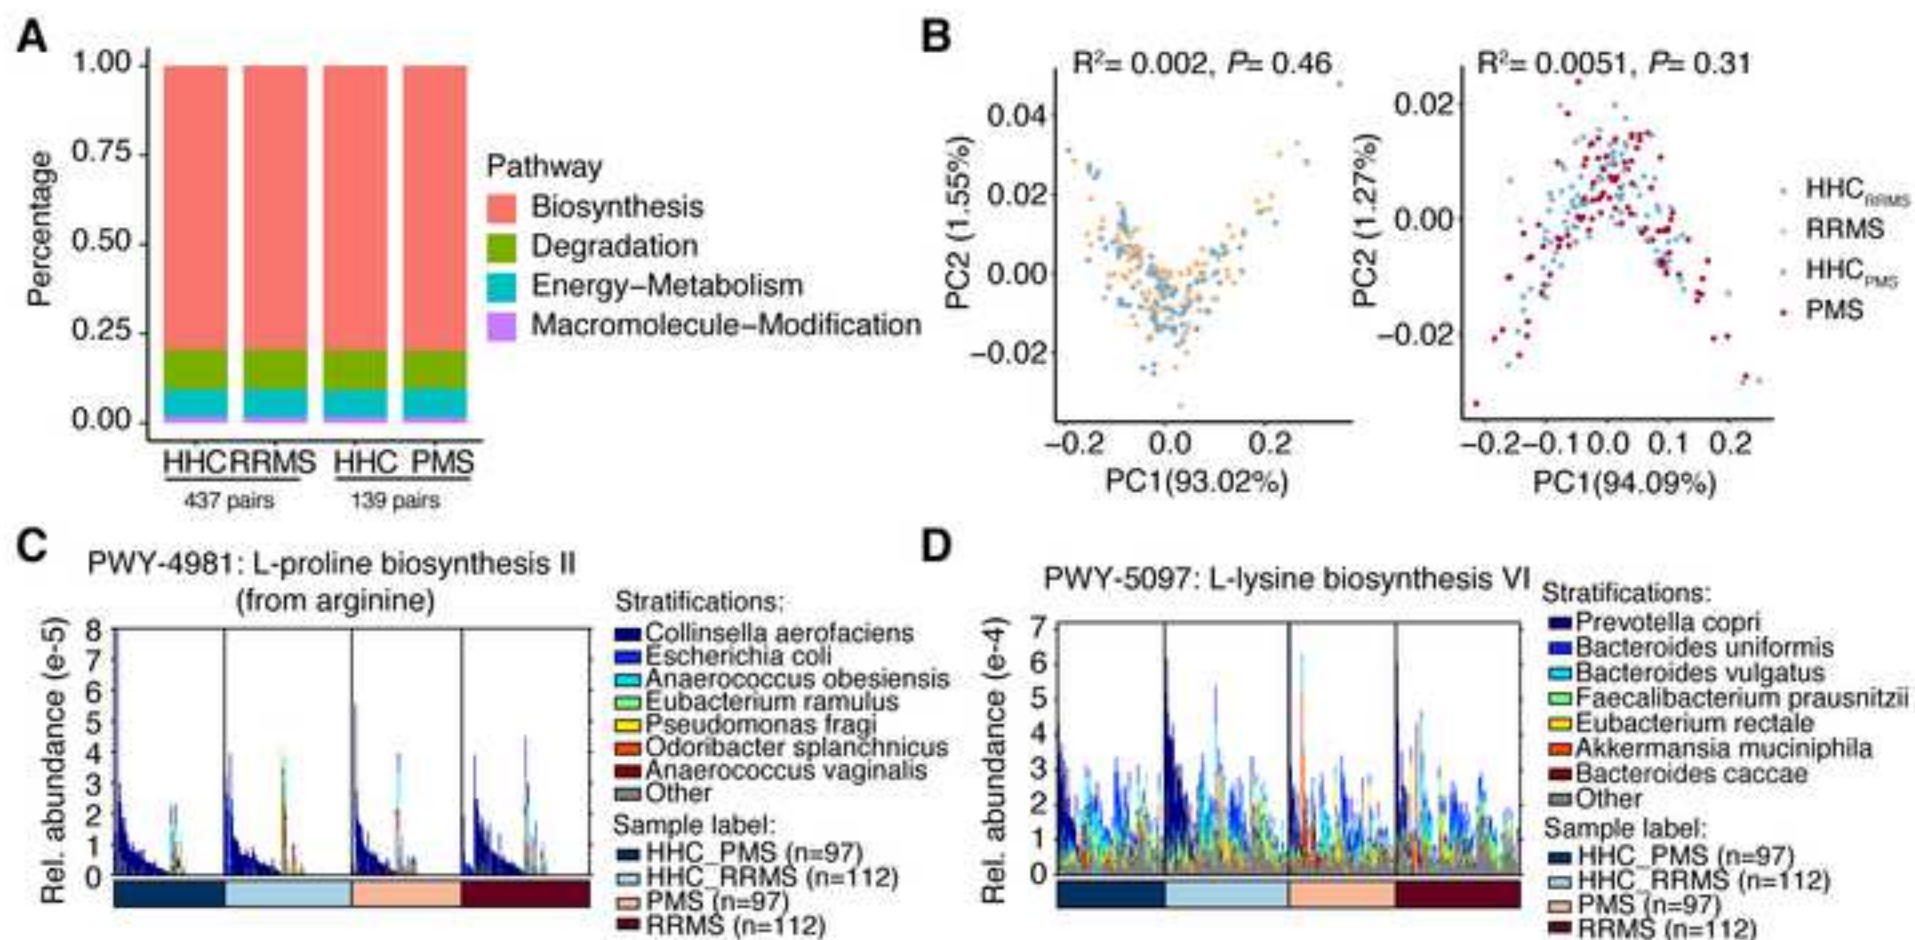 A
1.00
0.75
0.50
0.25
0.00
Percentage
HHC RRMS HHC PMS
437 pairs 139 pairs
Pathway
Biosynthesis
Degradation
Energy−Metabolism
Macromolecule−Modification
B
R²= 0.002, P= 0.46
0.04
0.02
0.00
−0.02
PC2 (1.55%)
−0.2 0.0 0.2
PC1(93.02%)
R²= 0.0051, P= 0.31
0.02
0.00
−0.02
PC2 (1.27%)
−0.2 −0.1 0.0 0.1 0.2
PC1(94.09%)
HHCRRMS
RRMS
HHCPMS
PMS
C
PWY-4981: L-proline biosynthesis II
(from arginine)
8
7
6
5
4
3
2
1
0
Rel. abundance (e-5)
Stratifications:
Collinsella aerofaciens
Escherichia coli
Anaerococcus obesiensis
Eubacterium ramulus
Pseudomonas fragi
Odoribacter splanchnicus
Anaerococcus vaginalis
Other
Sample label:
HHC_PMS (n=97)
HHC_RRMS (n=112)
PMS (n=97)
RRMS (n=112)
D
PWY-5097: L-lysine biosynthesis VI
7
6
5
4
3
2
1
0
Rel. abundance (e-4)
Stratifications:
Prevotella copri
Bacteroides uniformis
Bacteroides vulgatus
Faecalibacterium prausnitzii
Eubacterium rectale
Akkermansia muciniphila
Bacteroides caccae
Other
Sample label:
HHC_PMS (n=97)
HHC_RRMS (n=112)
PMS (n=97)
RRMS (n=112)